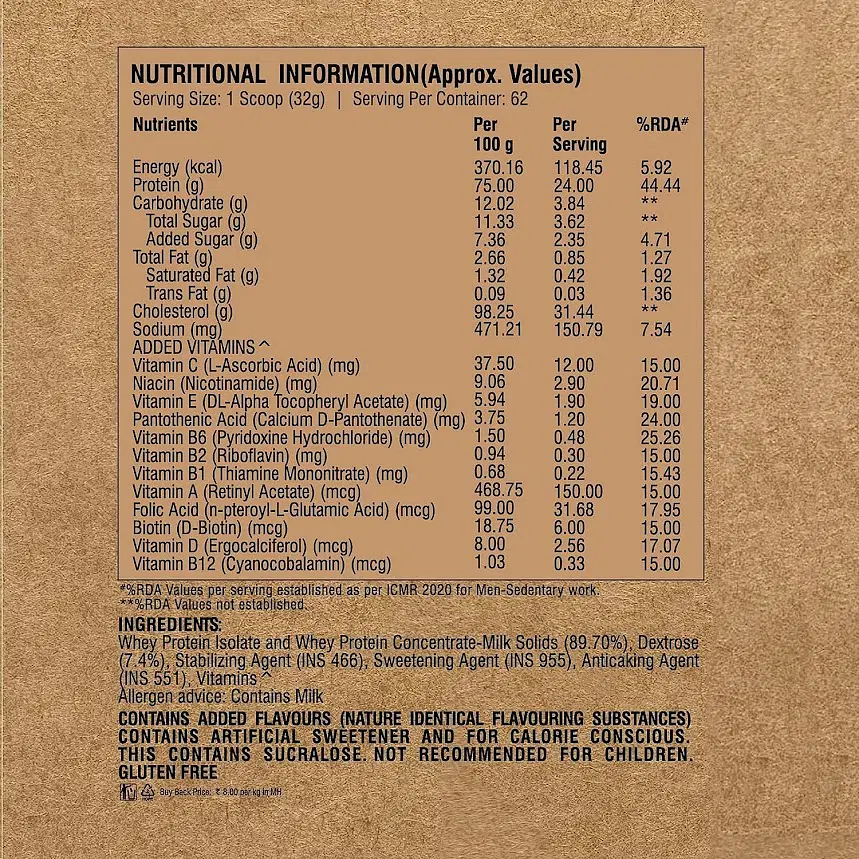 NUTRITIONAL INFORMATION(Approx. Values)
Serving Size: 1 Scoop (32g) | Serving Per Container: 62
Nutrients Per 100 g Per Serving %RDA#
Energy (kcal) 370.16 118.45 5.92
Protein (g) 75.00 24.00 44.44
Carbohydrate (g) 12.02 3.84 **
Total Sugar (g) 11.33 3.62 **
Added Sugar (g) 7.36 2.35 4.71
Total Fat (g) 2.66 0.85 1.27
Saturated Fat (g) 1.32 0.42 1.92
Trans Fat (g) 0.09 0.03 1.36
Cholesterol (g) 98.25 31.44 **
Sodium (mg) 471.21 150.79 7.54
ADDED VITAMINS^
Vitamin C (L-Ascorbic Acid) (mg) 37.50 12.00 15.00
Niacin (Nicotinamide) (mg) 9.06 2.90 20.71
Vitamin E (DL-Alpha Tocopheryl Acetate) (mg) 5.94 1.90 19.00
Pantothenic Acid (Calcium D-Pantothenate) (mg) 3.75 1.20 24.00
Vitamin B6 (Pyridoxine Hydrochloride) (mg) 1.50 0.48 25.26
Vitamin B2 (Riboflavin) (mg) 0.94 0.30 15.00
Vitamin B1 (Thiamine Mononitrate) (mg) 0.68 0.22 15.43
Vitamin A (Retinyl Acetate) (mcg) 468.75 150.00 15.00
Folic Acid (n-pteroyl-L-Glutamic Acid) (mcg) 99.00 31.68 17.95
Biotin (D-Biotin) (mcg) 18.75 6.00 15.00
Vitamin D (Ergocalciferol) (mcg) 8.00 2.56 17.07
Vitamin B12 (Cyanocobalamin) (mcg) 1.03 0.33 15.00
#%RDA Values per serving established as per ICMR 2020 for Men-Sedentary work.
**%RDA Values not established.
INGREDIENTS:
Whey Protein Isolate and Whey Protein Concentrate-Milk Solids (89.70%), Dextrose
(7.4%), Stabilizing Agent (INS 466), Sweetening Agent (INS 955), Anticaking Agent
(INS 551), Vitamins^
Allergen advice: Contains Milk
CONTAINS ADDED FLAVOURS (NATURE IDENTICAL FLAVOURING SUBSTANCES)
CONTAINS ARTIFICIAL SWEETENER AND FOR CALORIE CONSCIOUS.
THIS CONTAINS SUCRALOSE. NOT RECOMMENDED FOR CHILDREN.
GLUTEN FREE
Buy Back Price: ₹ 8.00 per kg in MH